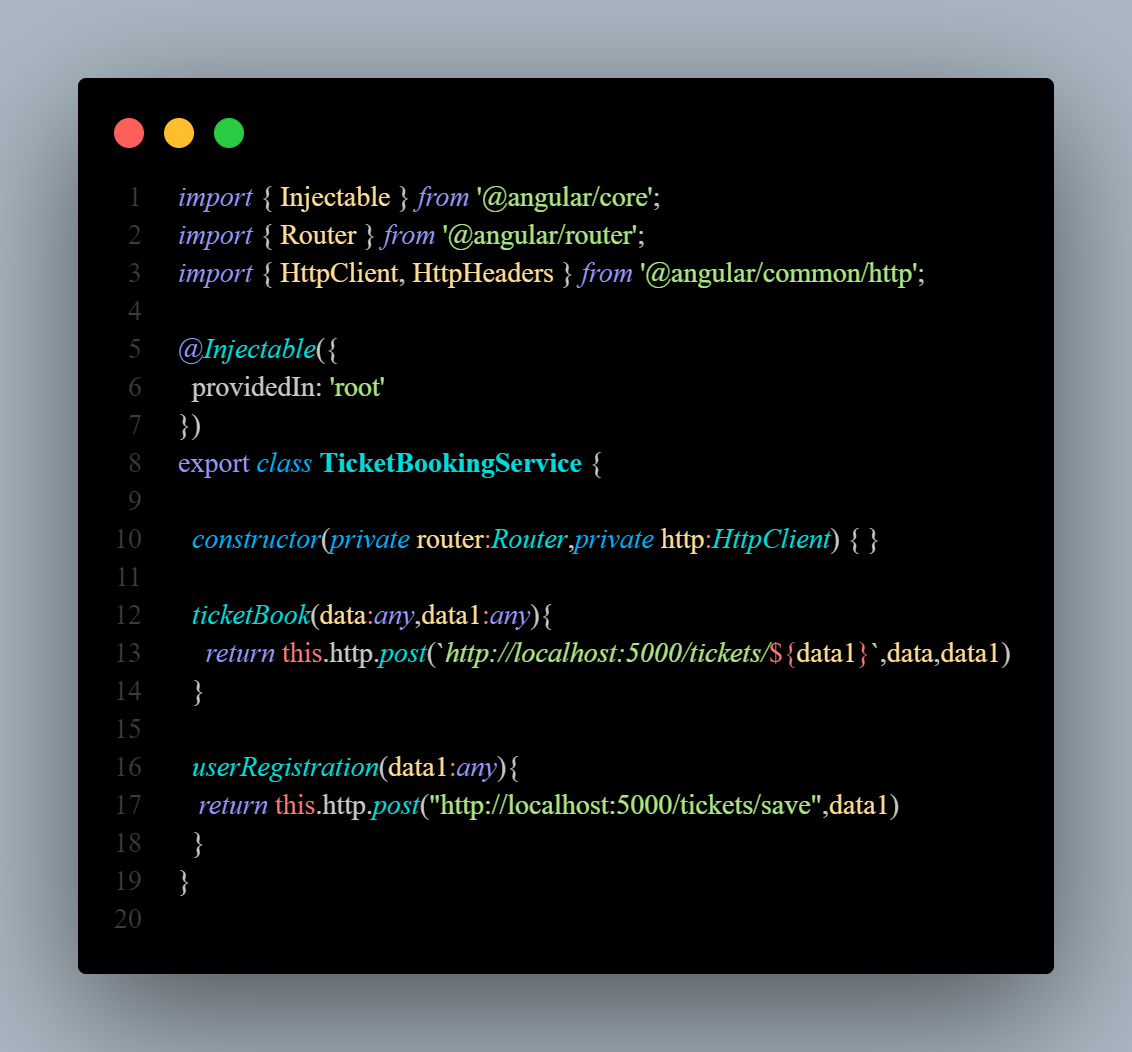 1 import { Injectable } from '@angular/core';
2 import { Router } from '@angular/router';
3 import { HttpClient, HttpHeaders } from '@angular/common/http';
4
5 @Injectable({
6   providedIn: 'root'
7 })
8 export class TicketBookingService {
9
10   constructor(private router:Router,private http:HttpClient) { }
11
12   ticketBook(data:any,data1:any){
13     return this.http.post(`http://localhost:5000/tickets/${data1}`,data,data1)
14   }
15
16   userRegistration(data1:any){
17    return this.http.post("http://localhost:5000/tickets/save",data1)
18   }
19 }
20